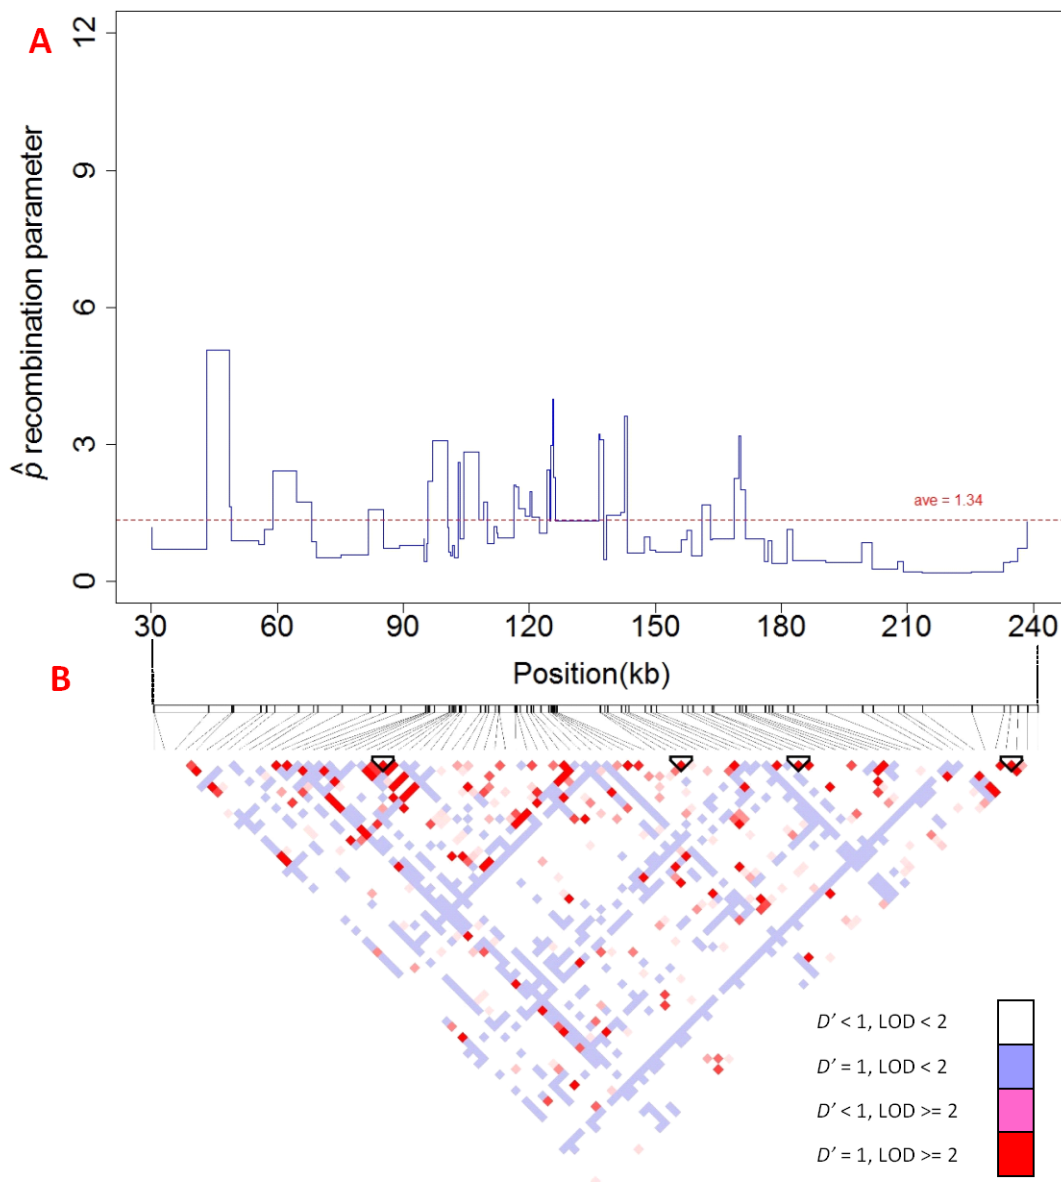 A
12
9
6
3
0
p̂ recombination parameter
ave = 1.34
30 60 90 120 150 180 210 240
Position(kb)
B
D' < 1, LOD < 2
D' = 1, LOD < 2
D' < 1, LOD >= 2
D' = 1, LOD >= 2